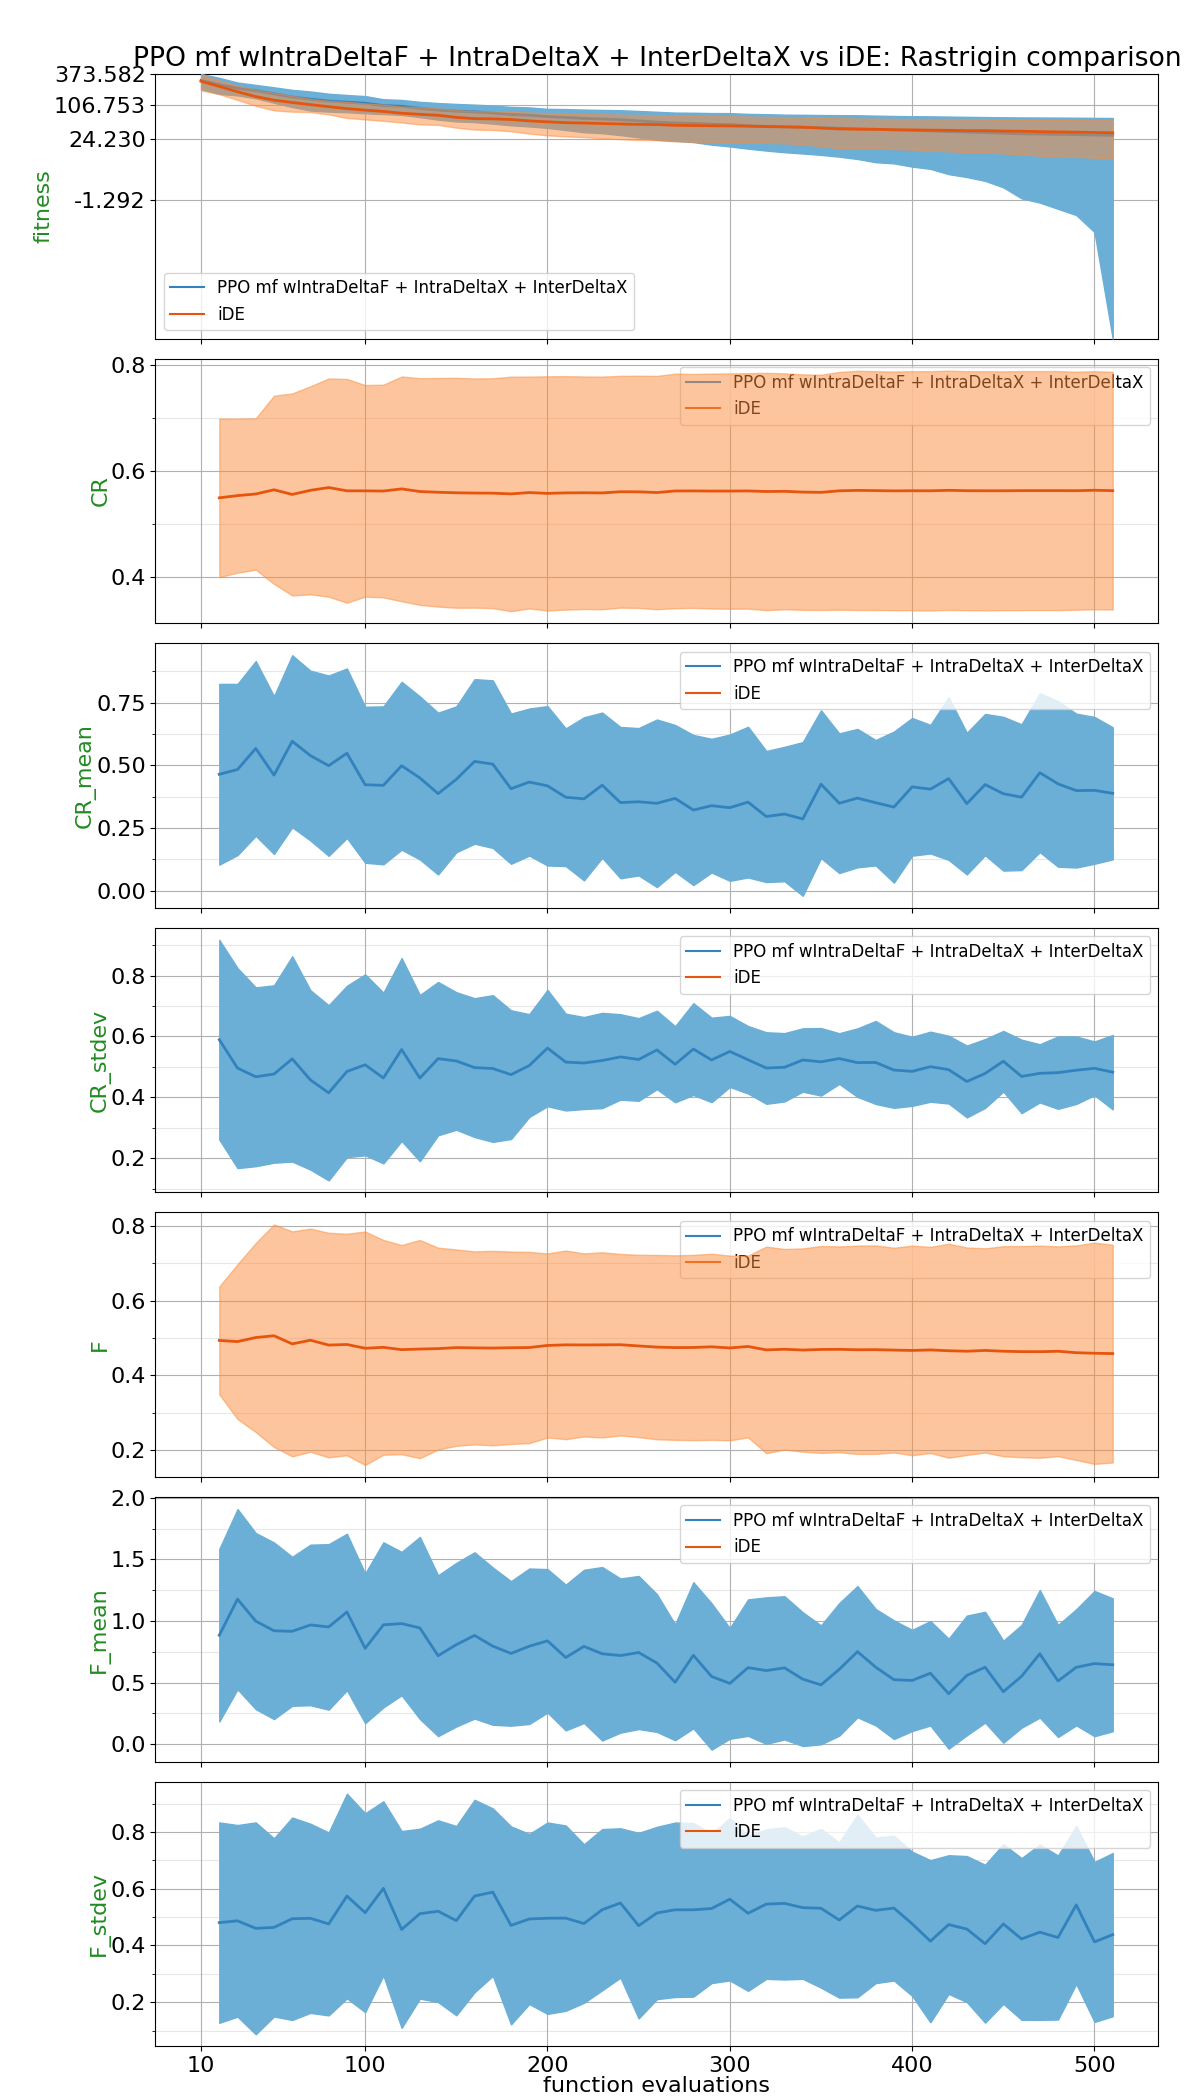 PPO mf wIntraDeltaF + IntraDeltaX + InterDeltaX vs iDE: Rastrigin comparison
373.582
106.753
24.230
-1.292
fitness
PPO mf wIntraDeltaF + IntraDeltaX + InterDeltaX
iDE
0.8
0.6
0.4
CR
PPO mf wIntraDeltaF + IntraDeltaX + InterDeltaX
iDE
0.75
0.50
0.25
0.00
CR_mean
PPO mf wIntraDeltaF + IntraDeltaX + InterDeltaX
iDE
0.8
0.6
0.4
0.2
CR_stdev
PPO mf wIntraDeltaF + IntraDeltaX + InterDeltaX
iDE
0.8
0.6
0.4
0.2
F
PPO mf wIntraDeltaF + IntraDeltaX + InterDeltaX
iDE
2.0
1.5
1.0
0.5
0.0
F_mean
PPO mf wIntraDeltaF + IntraDeltaX + InterDeltaX
iDE
0.8
0.6
0.4
0.2
F_stdev
PPO mf wIntraDeltaF + IntraDeltaX + InterDeltaX
iDE
10 100 200 300 400 500
function evaluations